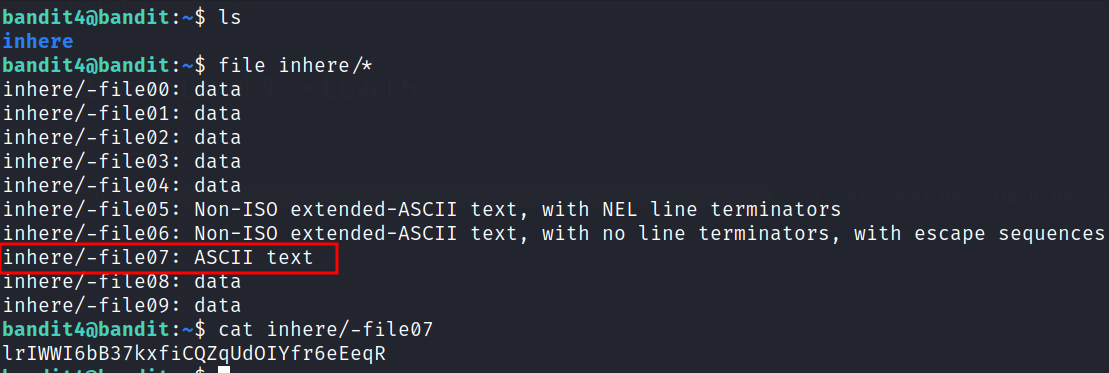 bandit4@bandit:~$ ls
inhere
bandit4@bandit:~$ file inhere/*
inhere/-file00: data
inhere/-file01: data
inhere/-file02: data
inhere/-file03: data
inhere/-file04: data
inhere/-file05: Non-ISO extended-ASCII text, with NEL line terminators
inhere/-file06: Non-ISO extended-ASCII text, with no line terminators, with escape sequences
inhere/-file07: ASCII text
inhere/-file08: data
inhere/-file09: data
bandit4@bandit:~$ cat inhere/-file07
lrIWWI6bB37kxfiCQZqUdOIYfr6eEeqR
bandit4@bandit:~$